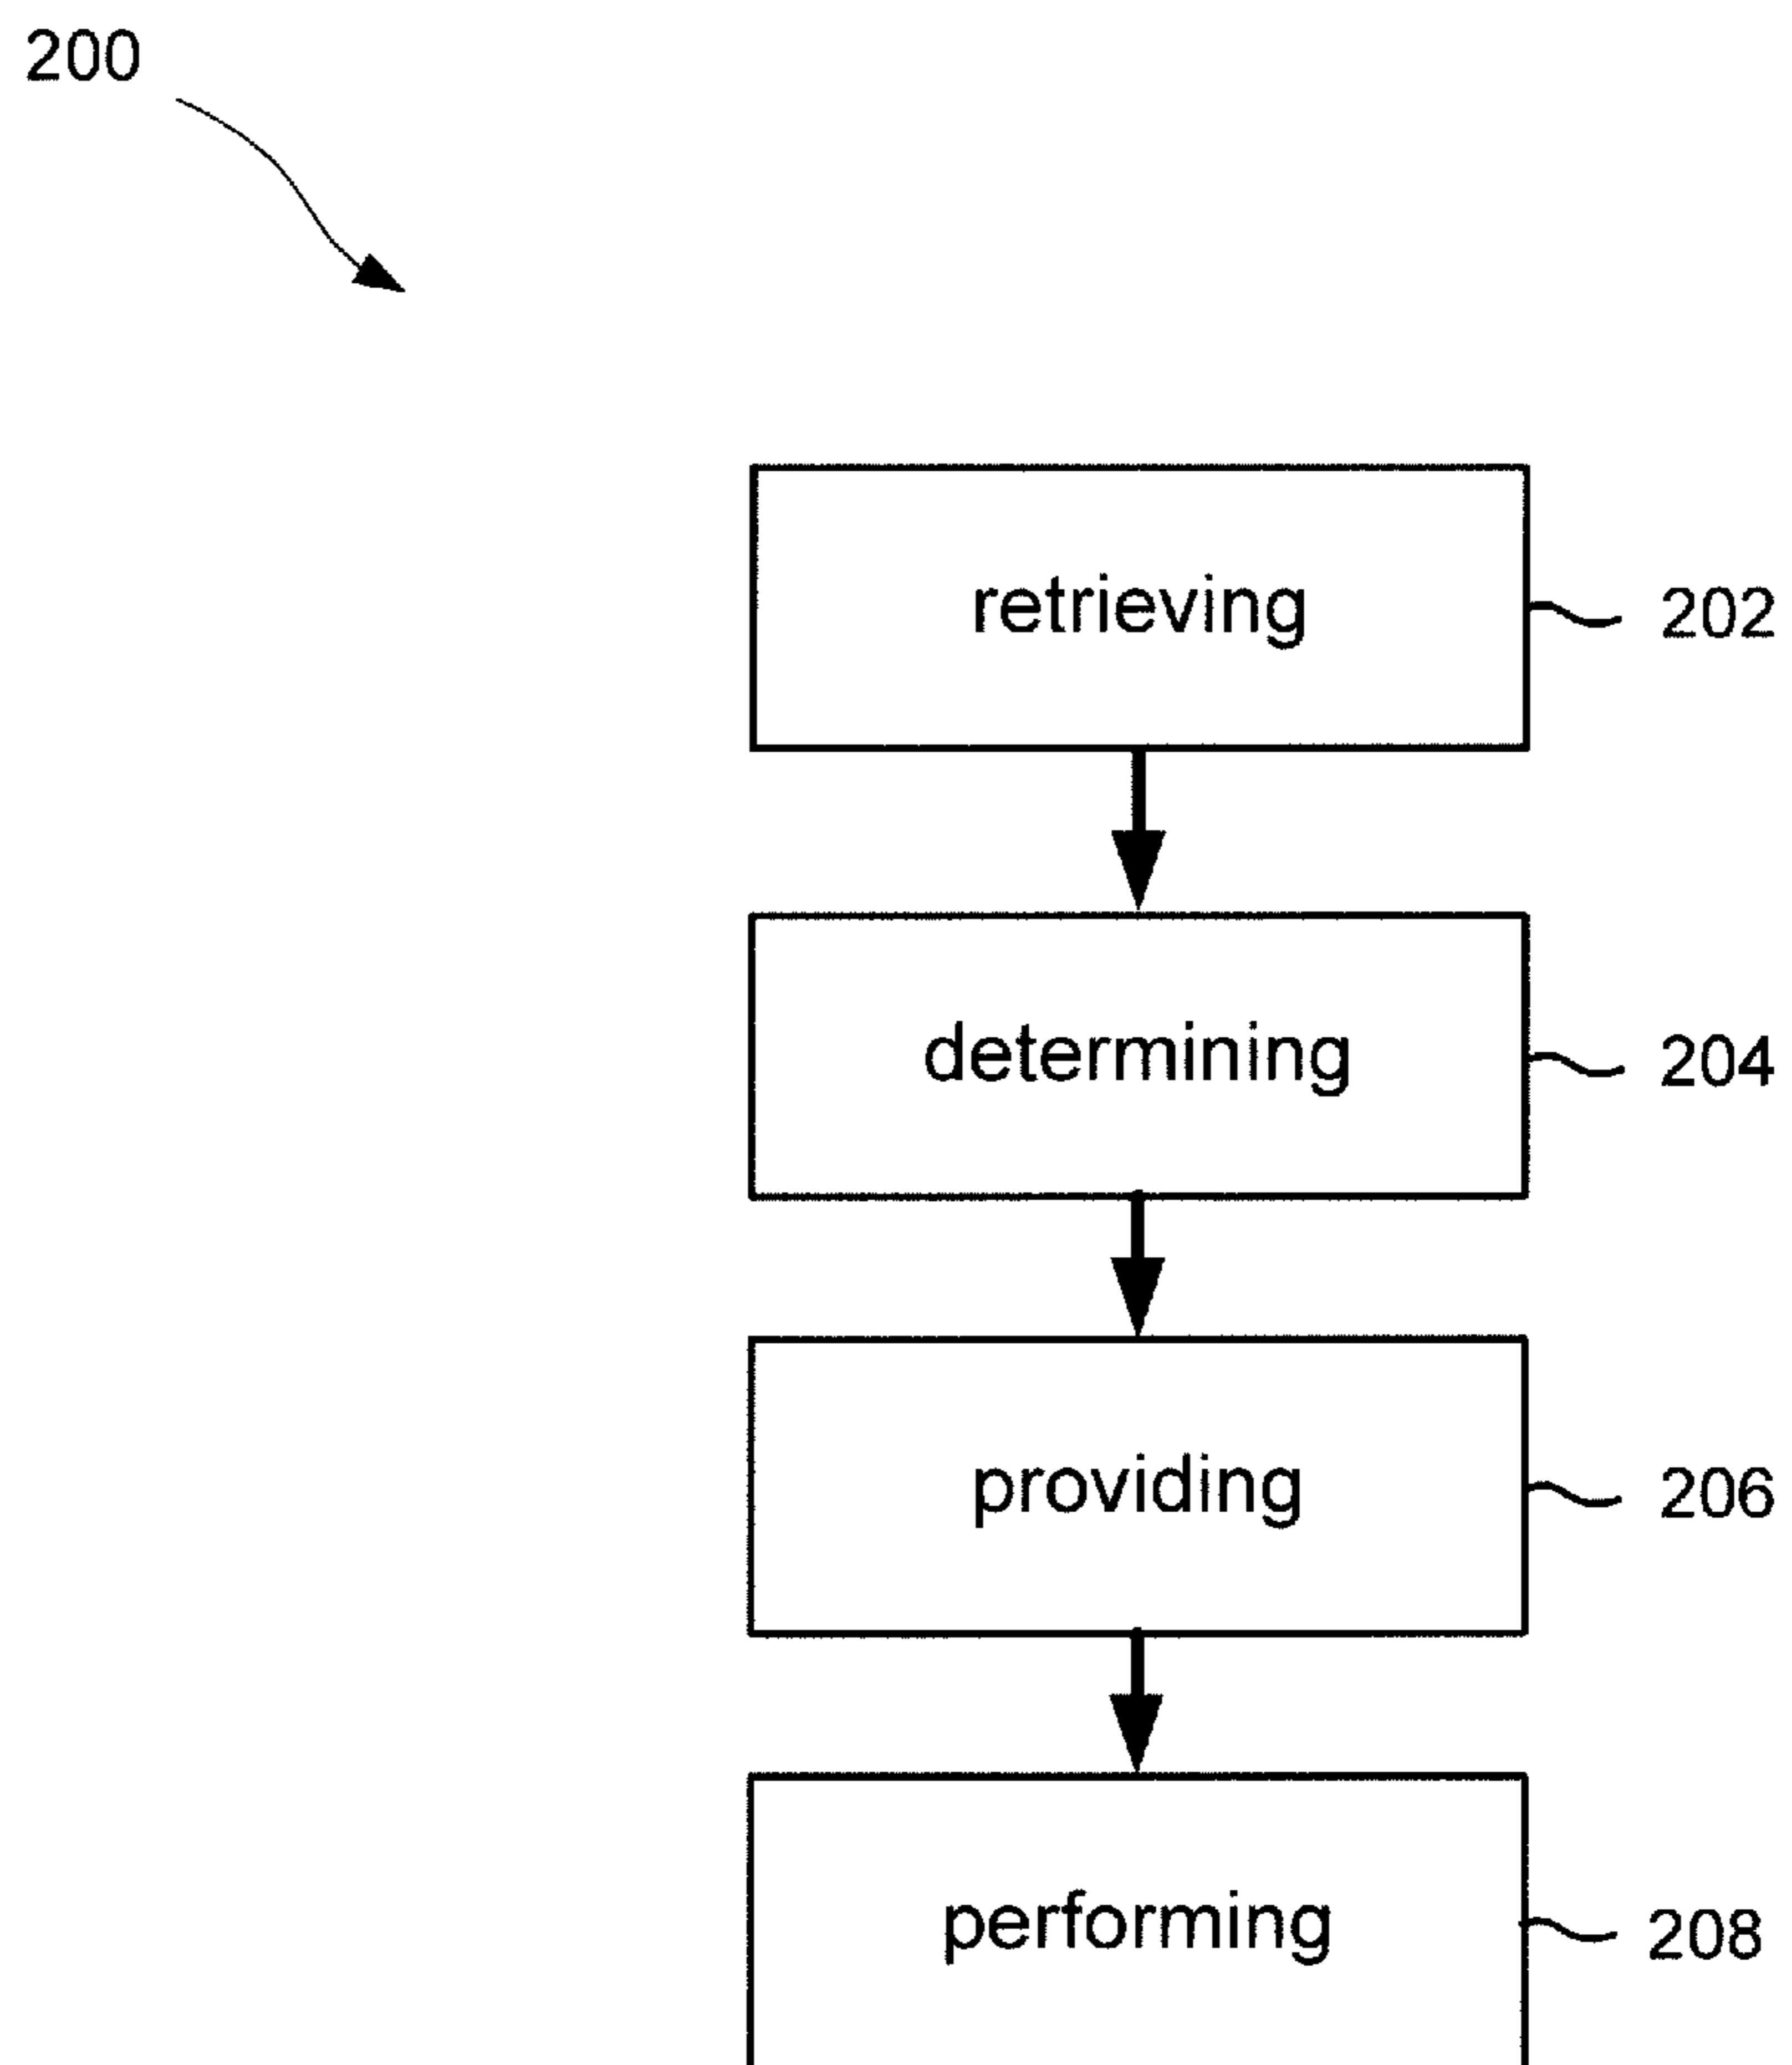 200
retrieving
202
determining
204
providing
206
performing
208